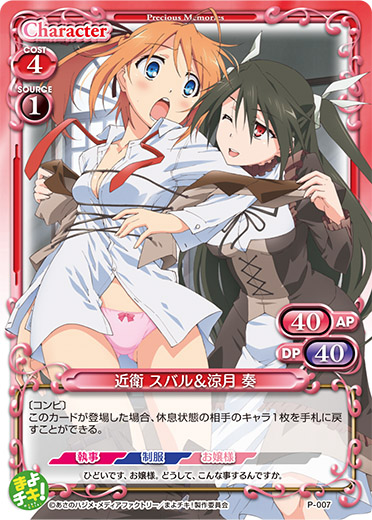 Precious Memories
Character
COST
4
SOURCE
1
40 AP
DP 40
近衛 スバル&涼月 奏
[コンビ]
このカードが登場した場合、休息状態の相手のキャラ1枚を手札に戻
すことができる。
執事 制服 お嬢様
ひどいです、お嬢様。どうして、こんな事するんですか。
まよチキ!
P-007
©あさのハジメ・メディアファクトリー/まよチキ!製作委員会